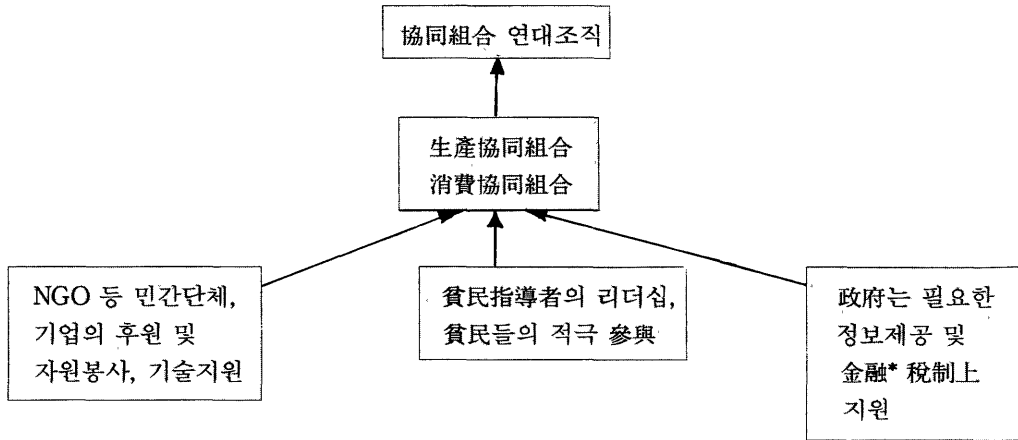 協同組合 연대조직
生產協同組合
消費協同組合
NGO 등 민간단체,
기업의 후원 및
자원봉사, 기술지원
貧民指導者의 리더십,
貧民들의 적극 參與
政府는 필요한
정보제공 및
金融* 稅制上
지원